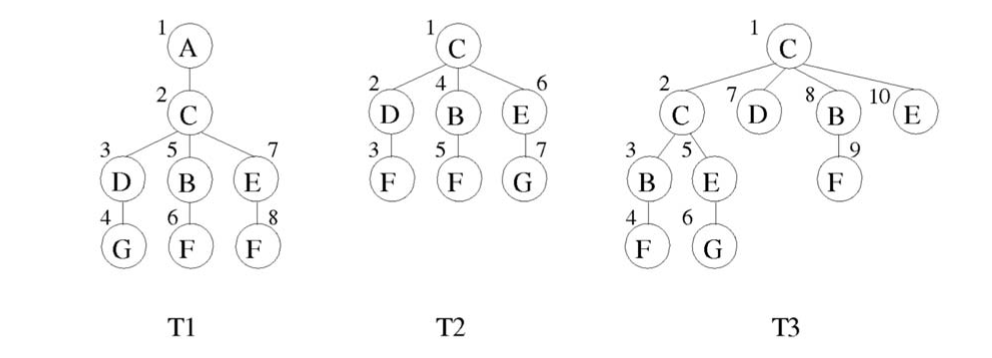 1 1 1
A C C
2 2 4 6 2 7 8 10
C D B E C D B E
3 5 7 3 5 7 3 5 9
D B E F F G B E F
4 6 8 4 6
G F F F G
T1 T2 T3